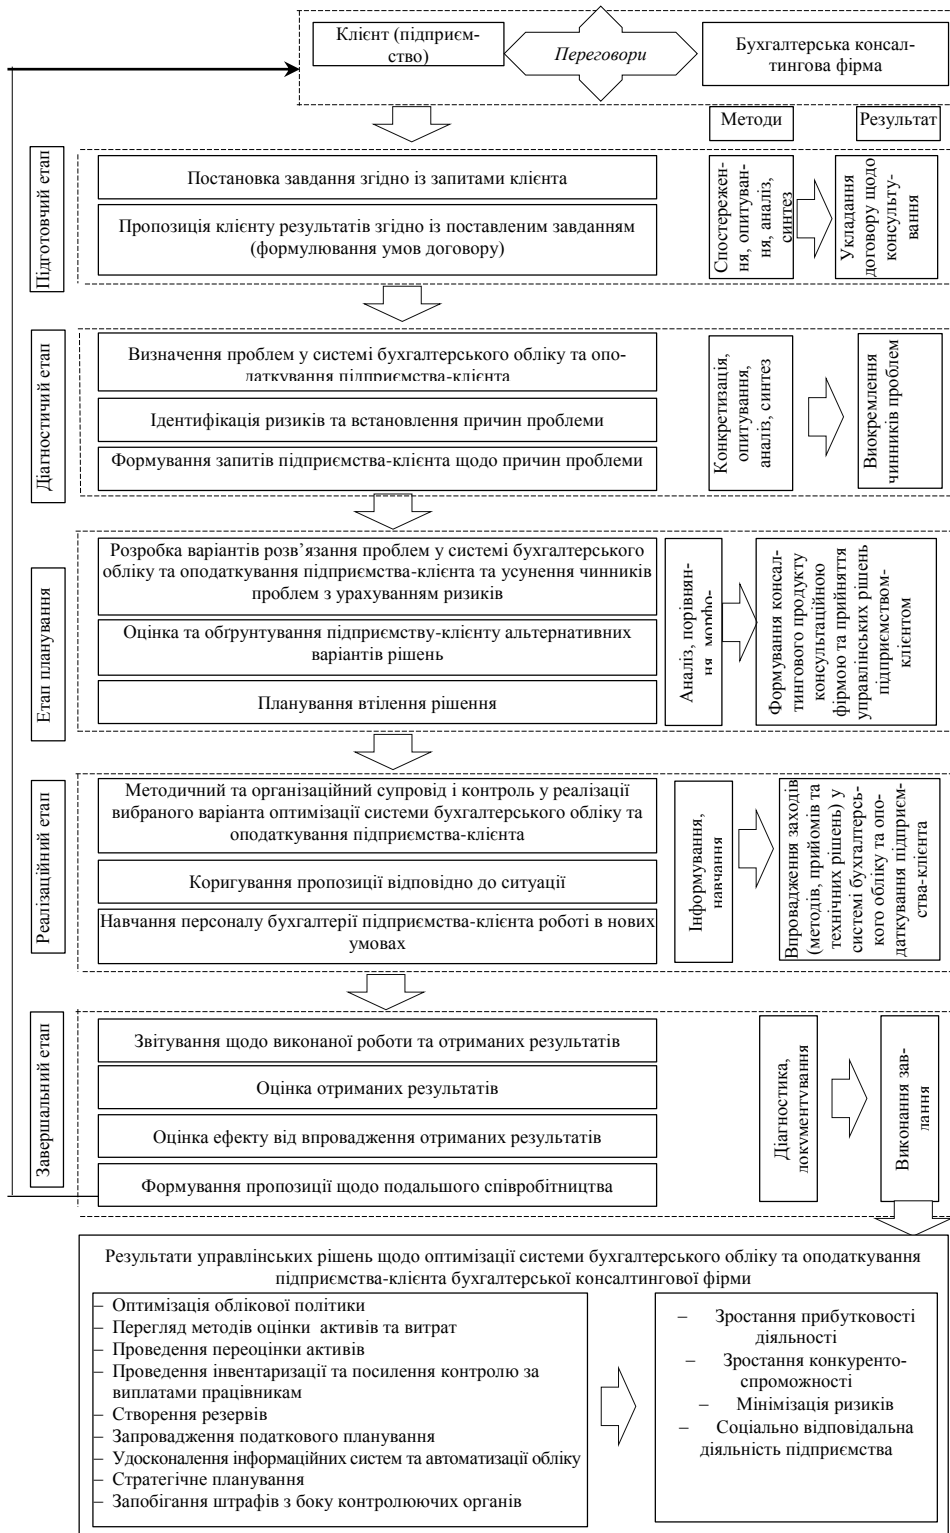 Клієнт (підприєм-
ство)
Переговори
Бухгалтерська консал-
тингова фірма
Методи
Результат
Підготовчий етап
Постановка завдання згідно із запитами клієнта
Пропозиція клієнту результатів згідно із поставленим завданням
(формулювання умов договору)
Спостережен-
ня, опитуван-
ня, аналіз,
синтез
Укладання
договору щодо
консульту-
вання
Діагностичий етап
Визначення проблем у системі бухгалтерського обліку та опо-
даткування підприємства-клієнта
Ідентифікація ризиків та встановлення причин проблеми
Формування запитів підприємства-клієнта щодо причин проблеми
Конкретизація,
опитування,
аналіз, синтез
Виокремлення
чинників проблем
Етап планування
Розробка варіантів розв’язання проблем у системі бухгалтерського
обліку та оподаткування підприємства-клієнта та усунення чинників
проблем з урахуванням ризиків
Оцінка та обґрунтування підприємству-клієнту альтернативних
варіантів рішень
Планування втілення рішення
Аналіз, порівнян-
ня, морфо-
Формування консал-
тингового продукту
консультаційною
фірмою та прийняття
управлінських рішень
підприємством-
клієнтом
Реалізаційний етап
Методичний та організаційний супровід і контроль у реалізації
вибраного варіанта оптимізації системи бухгалтерського обліку та
оподаткування підприємства-клієнта
Коригування пропозиції відповідно до ситуації
Навчання персоналу бухгалтерії підприємства-клієнта роботі в нових
умовах
Інформування,
навчання
Впровадження заходів
(методів, прийомів та
технічних рішень) у
системі бухгалтерсь-
кого обліку та опо-
даткування підприєм-
ства-клієнта
Завершальний етап
Звітування щодо виконаної роботи та отриманих результатів
Оцінка отриманих результатів
Оцінка ефекту від впровадження отриманих результатів
Формування пропозиції щодо подальшого співробітництва
Діагностика,
документування
Виконання зав-
дання
Результати управлінських рішень щодо оптимізації системи бухгалтерського обліку та оподаткування
підприємства-клієнта бухгалтерської консалтингової фірми
– Оптимізація облікової політики
– Перегляд методів оцінки активів та витрат
– Проведення переоцінки активів
– Проведення інвентаризації та посилення контролю за
виплатами працівникам
– Створення резервів
– Запровадження податкового планування
– Удосконалення інформаційних систем та автоматизації обліку
– Стратегічне планування
– Запобігання штрафів з боку контролюючих органів
– Зростання прибутковості
діяльності
– Зростання конкуренто-
спроможності
– Мінімізація ризиків
– Соціально відповідальна
діяльність підприємства